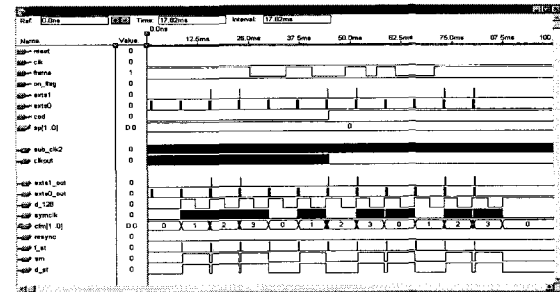 Ref: 0.0ns Time: 17.82ms Interval: 17.82ms
0.0ns
Name: Value: 12.5ms 25.0ms 37.5ms 50.0ms 62.5ms 75.0ms 87.5ms 100.
reset 0
clk 0
frame 1
on_flag 0
exts1 0
exts0 0
cod 0
sp[1..0] D 0 0
sub_clk2 0
clkout 0
exts1_out 0
exts0_out 0
d_128 0
symclk 0
cfm[1..0] D 0 0 1 2 3 0 1 2 3 0 1 2 3 0
resync 0
f_st 0
sm 0
d_st 0